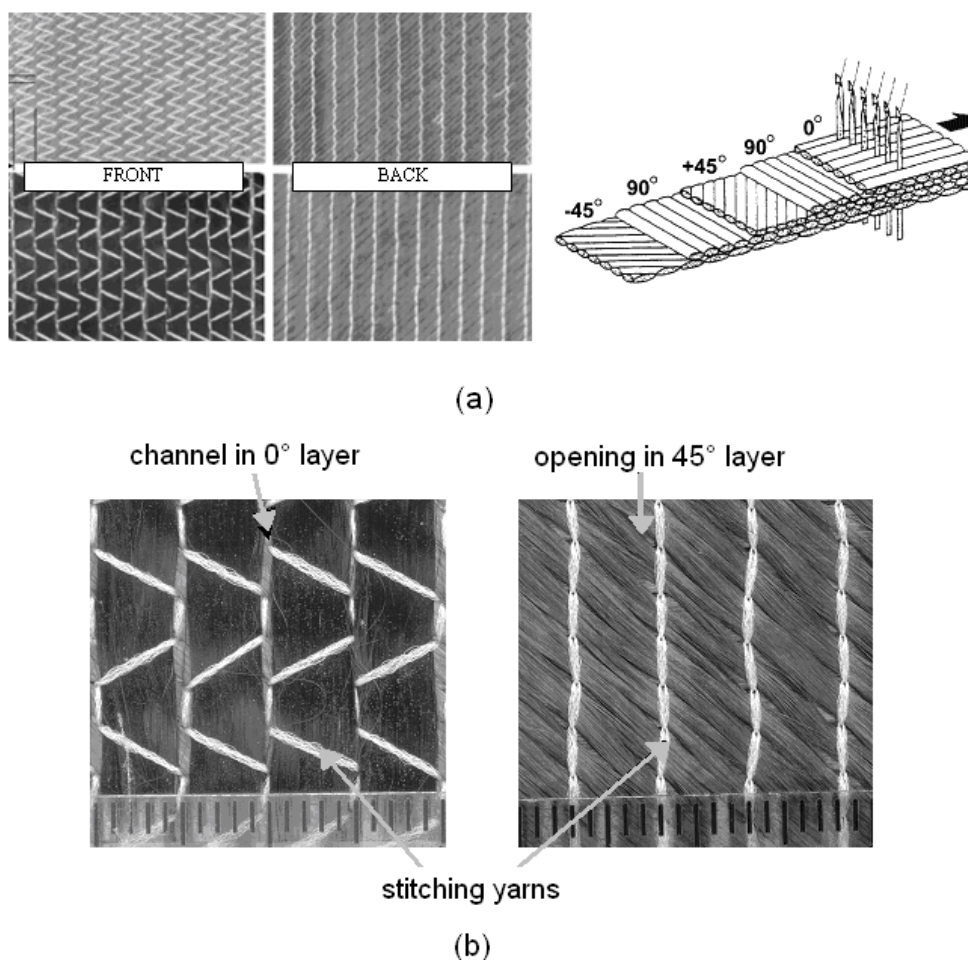 FRONT
BACK
-45°
90°
+45°
90°
0°
(a)
channel in 0° layer
opening in 45° layer
stitching yarns
(b)